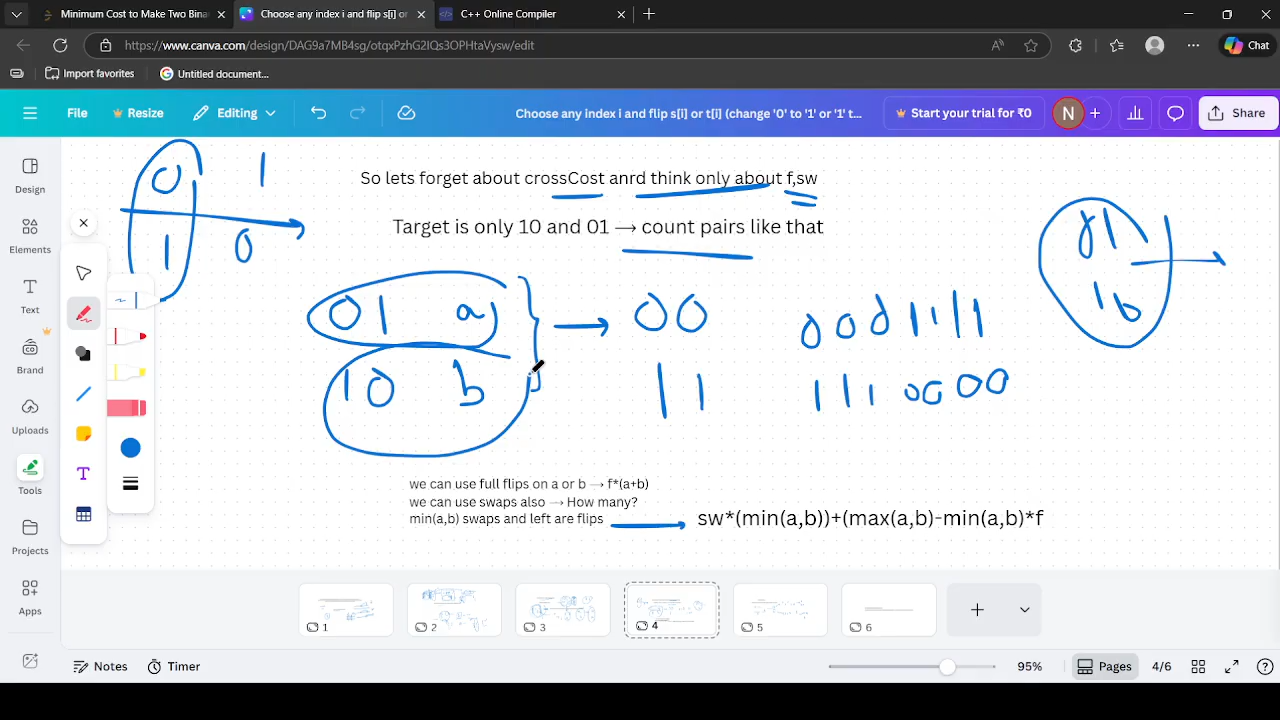 Minimum Cost to Make Two Bina
Choose any index i and flip s[i] or
C++ Online Compiler
https://www.canva.com/design/DAG9a7MB4sg/otqxPzhG2IQs3OPHtaVysw/edit
Chat
Import favorites
Untitled document...
File
Resize
Editing
Choose any index i and flip s[i] or t[i] (change '0' to '1' or '1' t...
N
Start your trial for ₹0
Share
Design
Elements
Text
Brand
Uploads
Tools
Projects
Apps
0 1
1 0
So lets forget about crossCost anrd think only about f,sw
Target is only 10 and 01 → count pairs like that
01 a
10 b
00
11
0001111
1110000
we can use full flips on a or b → f*(a+b)
we can use swaps also → How many?
min(a,b) swaps and left are flips
sw*(min(a,b))+(max(a,b)-min(a,b)*f
1
2
3
4
5
6
Notes
Timer
95%
Pages
4/6